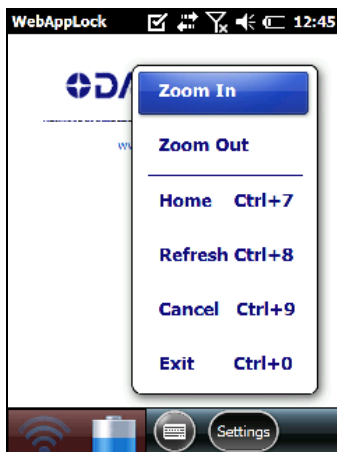 WebAppLock 12:45
Zoom In
Zoom Out
Home Ctrl+7
Refresh Ctrl+8
Cancel Ctrl+9
Exit Ctrl+0
Settings